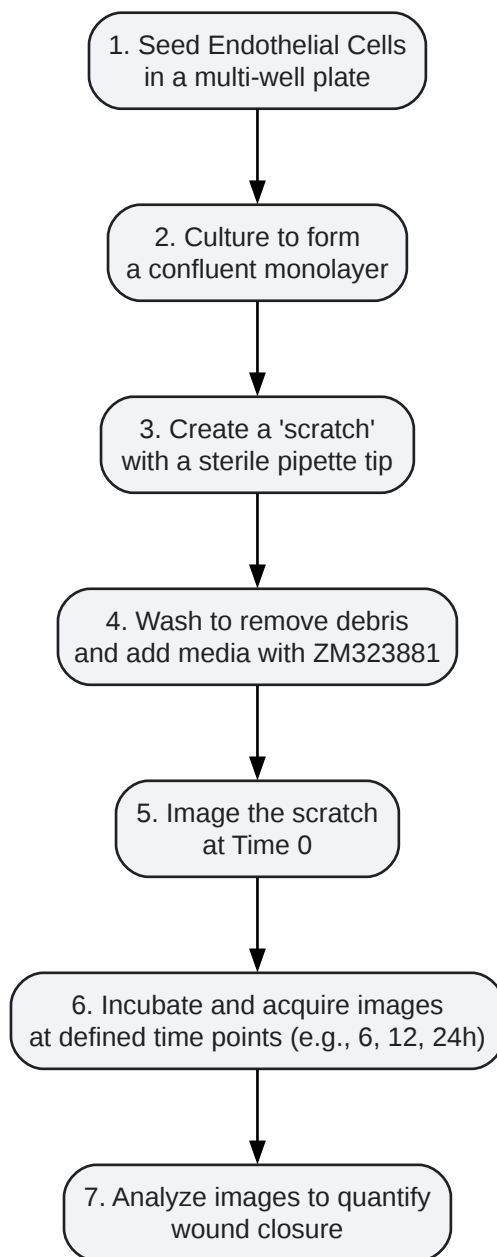 1. Seed Endothelial Cells
in a multi-well plate
2. Culture to form
a confluent monolayer
3. Create a 'scratch'
with a sterile pipette tip
4. Wash to remove debris
and add media with ZM323881
5. Image the scratch
at Time 0
6. Incubate and acquire images
at defined time points (e.g., 6, 12, 24h)
7. Analyze images to quantify
wound closure